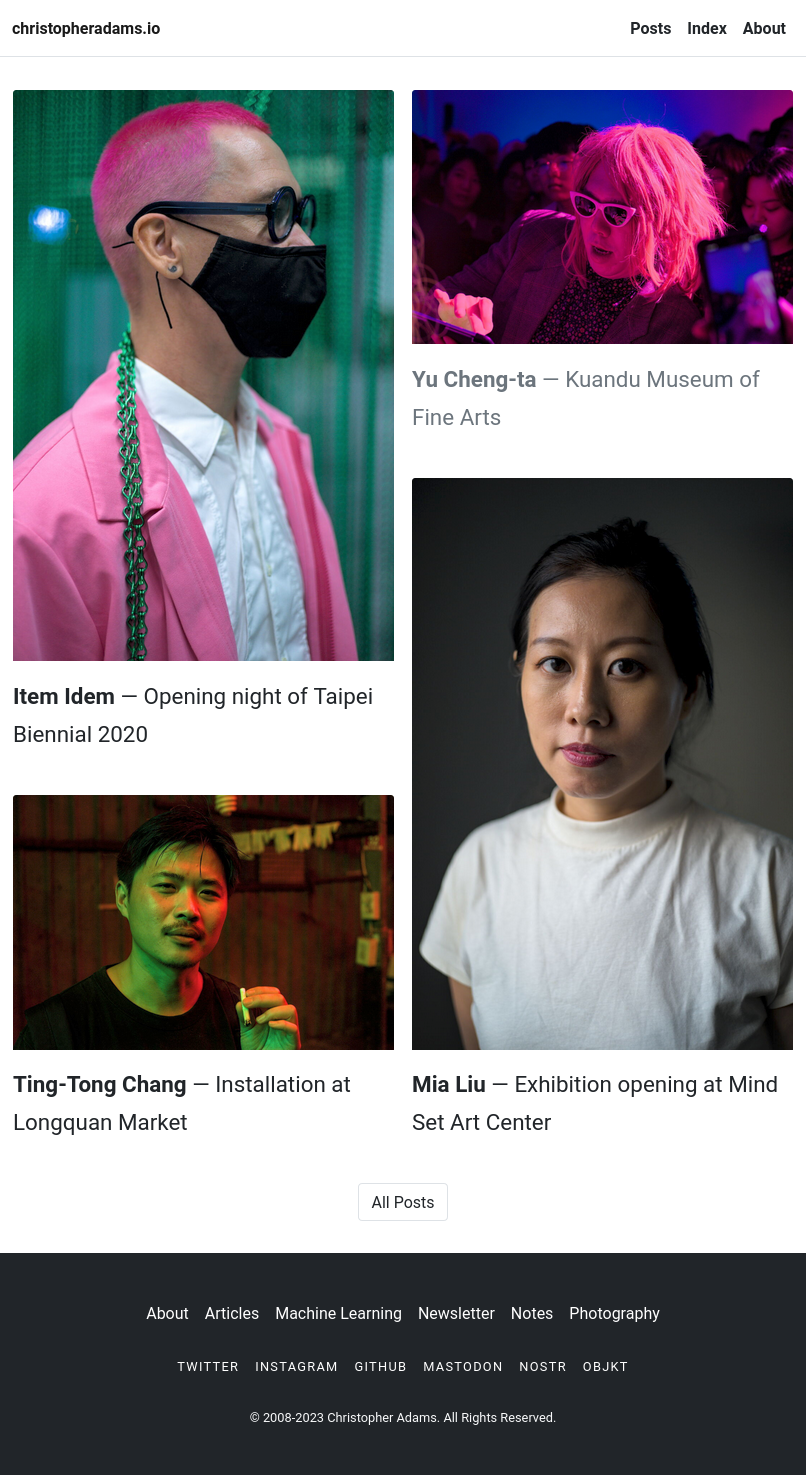 christopheradams.io
Posts Index About
Item Idem — Opening night of Taipei
Biennial 2020
Yu Cheng-ta — Kuandu Museum of
Fine Arts
Ting-Tong Chang — Installation at
Longquan Market
Mia Liu — Exhibition opening at Mind
Set Art Center
All Posts
About Articles Machine Learning Newsletter Notes Photography
TWITTER INSTAGRAM GITHUB MASTODON NOSTR OBJKT
© 2008-2023 Christopher Adams. All Rights Reserved.